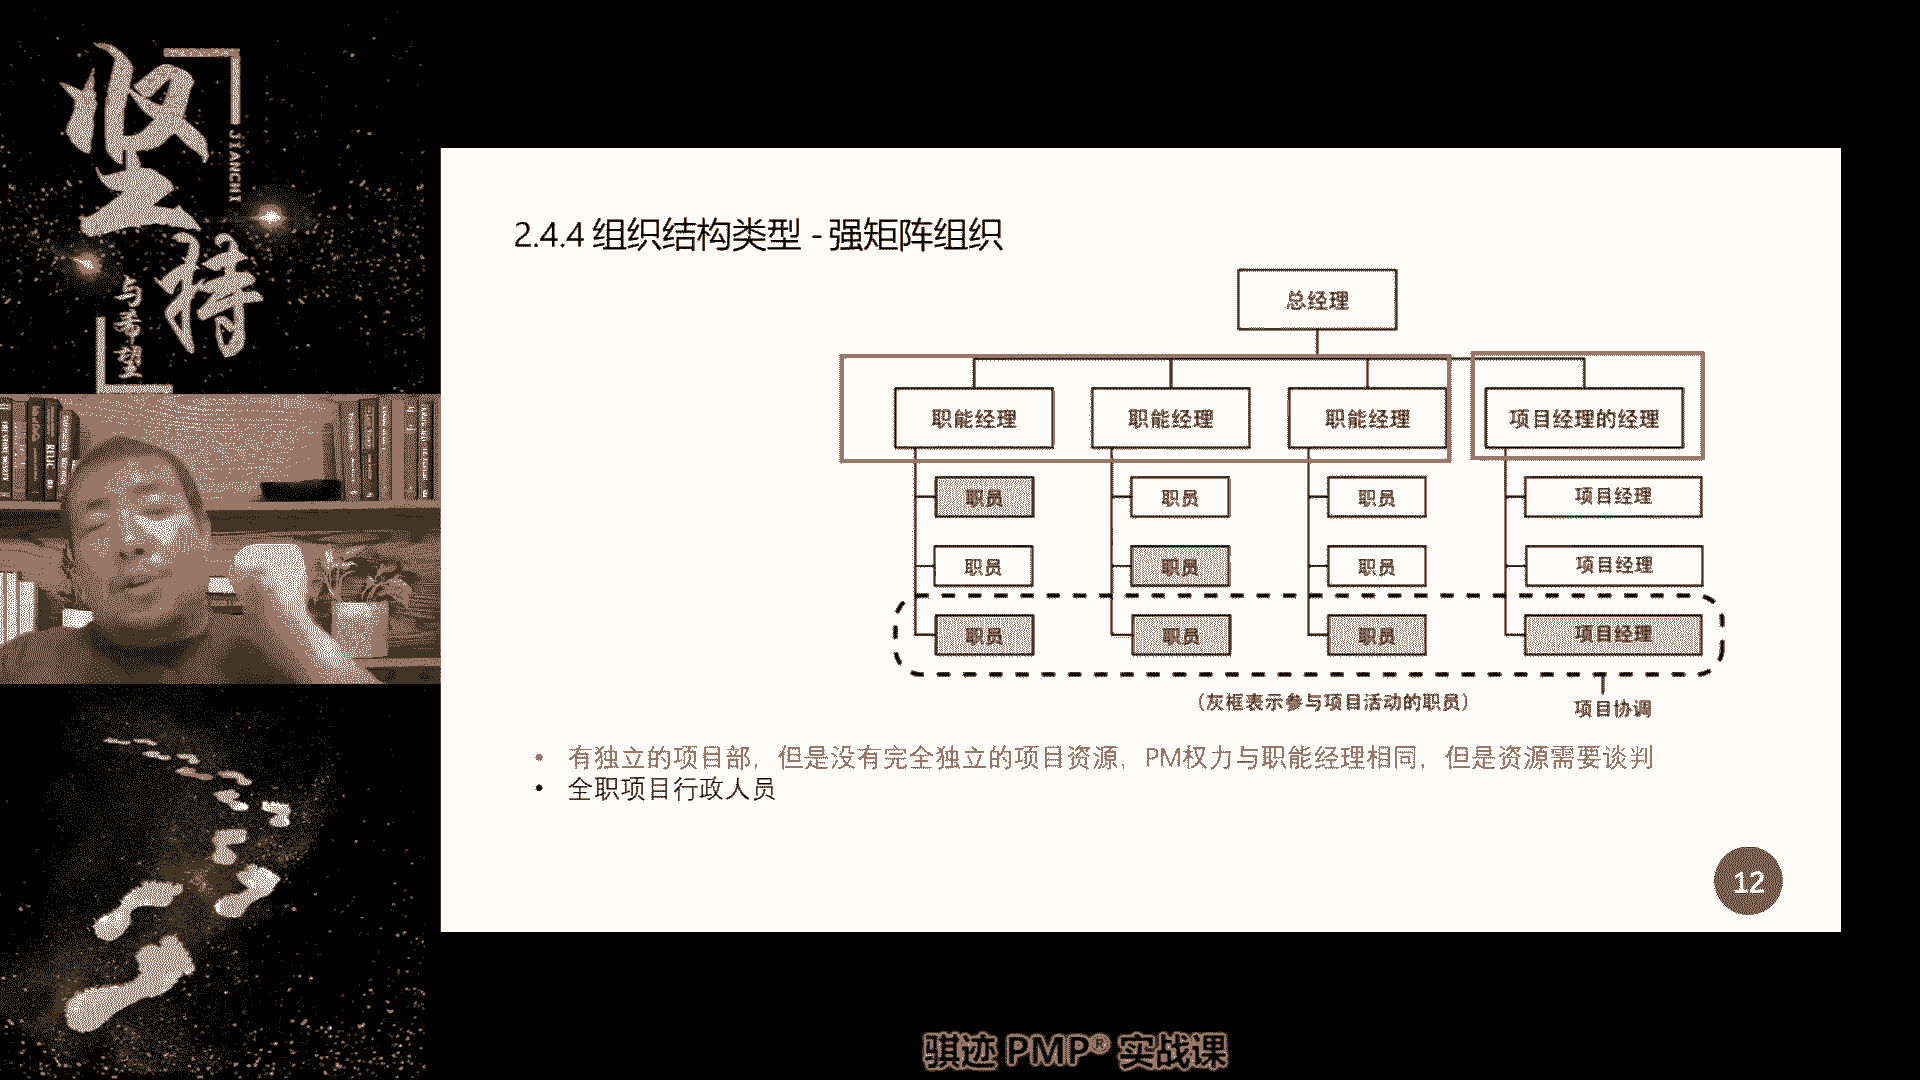 坚持
JIANCHI
与希望
2.4.4 组织结构类型 - 强矩阵组织
总经理
职能经理 职能经理 职能经理 项目经理的经理
职员 职员 职员 项目经理
职员 职员 职员 项目经理
职员 职员 职员 项目经理
（灰框表示参与项目活动的职员）
项目协调
• 有独立的项目部，但是没有完全独立的项目资源，PM权力与职能经理相同，但是资源需要谈判
• 全职项目行政人员
12
骐迹 PMP® 实战课